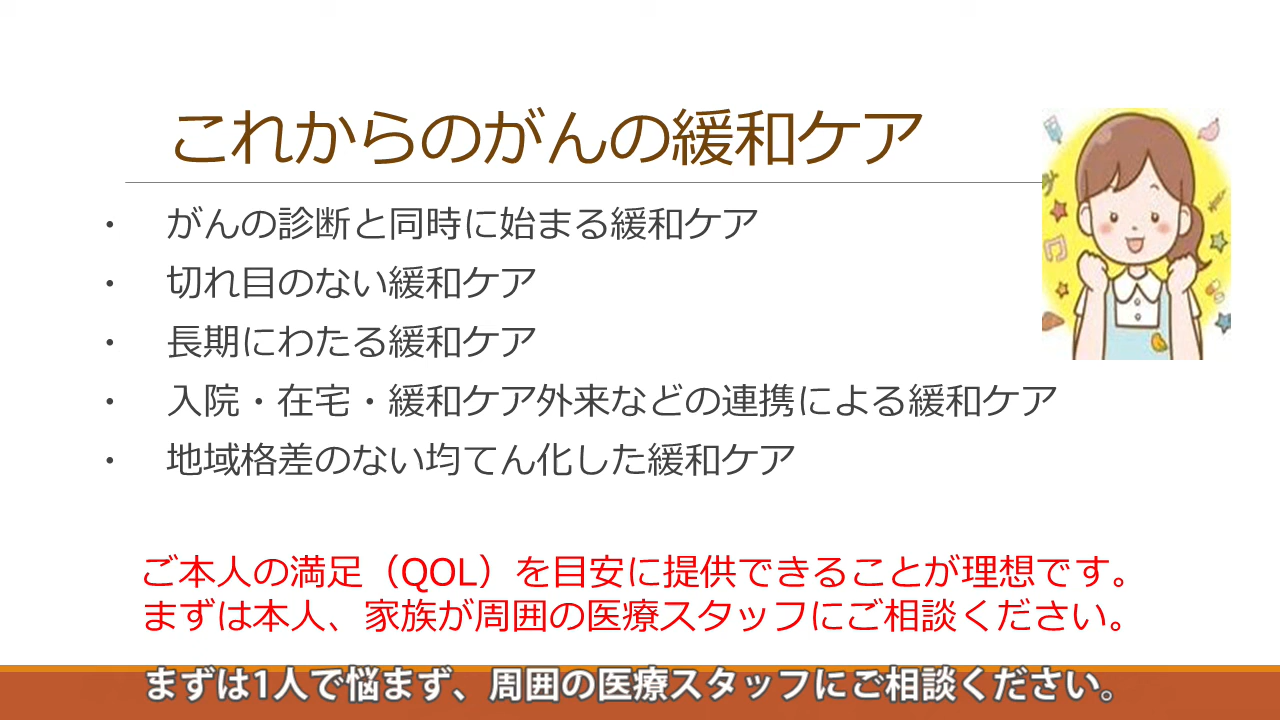 これからのがんの緩和ケア
・ がんの診断と同時に始まる緩和ケア
・ 切れ目のない緩和ケア
・ 長期にわたる緩和ケア
・ 入院・在宅・緩和ケア外来などの連携による緩和ケア
・ 地域格差のない均てん化した緩和ケア
ご本人の満足（QOL）を目安に提供できることが理想です。
まずは本人、家族が周囲の医療スタッフにご相談ください。
まずは1人で悩まず、周囲の医療スタッフにご相談ください。